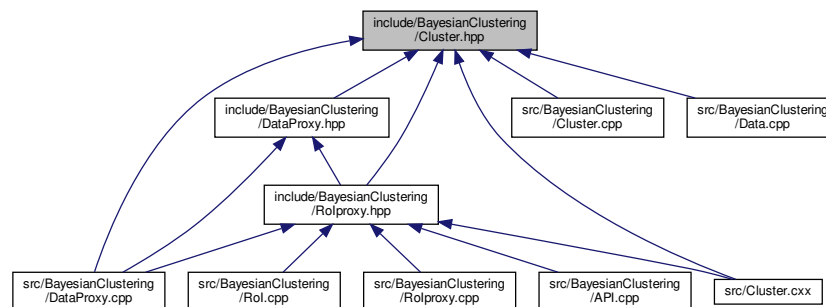 include/BayesianClustering
/Cluster.hpp
include/BayesianClustering
/DataProxy.hpp
src/BayesianClustering
/Cluster.cpp
src/BayesianClustering
/Data.cpp
include/BayesianClustering
/RoIproxy.hpp
src/BayesianClustering
/DataProxy.cpp
src/BayesianClustering
/RoI.cpp
src/BayesianClustering
/RoIproxy.cpp
src/BayesianClustering
/API.cpp
src/Cluster.cxx